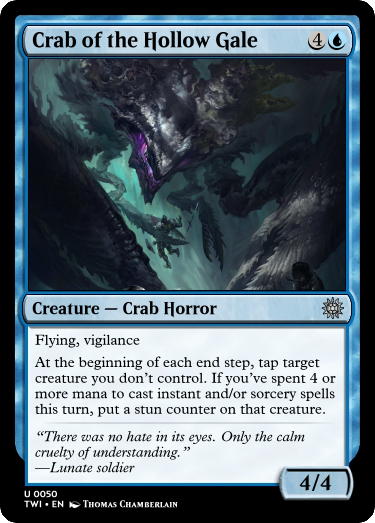 Crab of the Hollow Gale 4
Creature — Crab Horror
Flying, vigilance
At the beginning of each end step, tap target
creature you don't control. If you've spent 4 or
more mana to cast instant and/or sorcery spells
this turn, put a stun counter on that creature.
"There was no hate in its eyes. Only the calm
cruelty of understanding."
—Lunate soldier
4/4
U 0050
TWI • EN Thomas Chamberlain